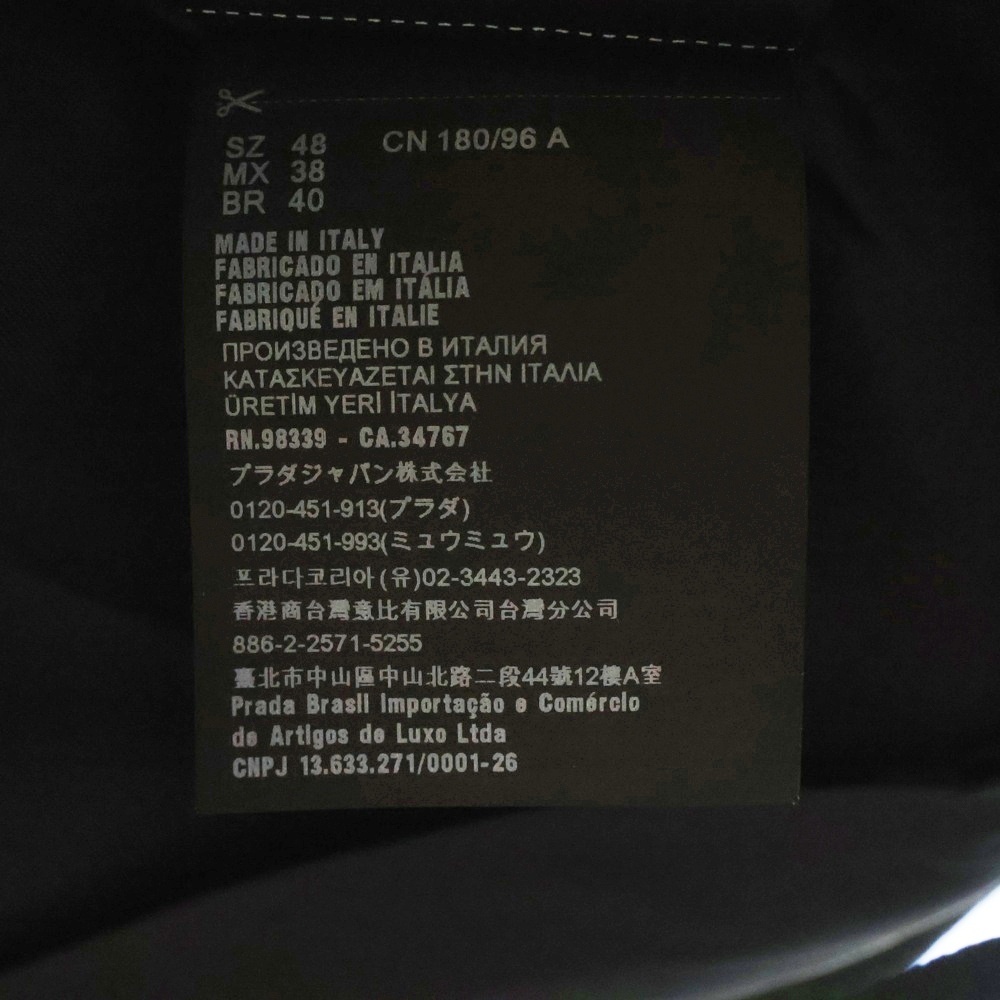 SZ 48 CN 180/96 A
MX 38
BR 40
MADE IN ITALY
FABRICADO EN ITALIA
FABRICADO EM ITÁLIA
FABRIQUÉ EN ITALIE
ПРОИЗВЕДЕНО В ИТАЛИЯ
ΚΑΤΑΣΚΕΥΑΖΕΤΑΙ ΣΤΗΝ ΙΤΑΛΙΑ
ÜRETİM YERİ İTALYA
RN.98339 - CA.34767
プラダジャパン株式会社
0120-451-913(プラダ)
0120-451-993(ミュウミュウ)
프라다코리아(유)02-3443-2323
香港商台灣意比有限公司台灣分公司
886-2-2571-5255
臺北市中山區中山北路二段44號12樓A室
Prada Brasil Importação e Comércio
de Artigos de Luxo Ltda
CNPJ 13.633.271/0001-26